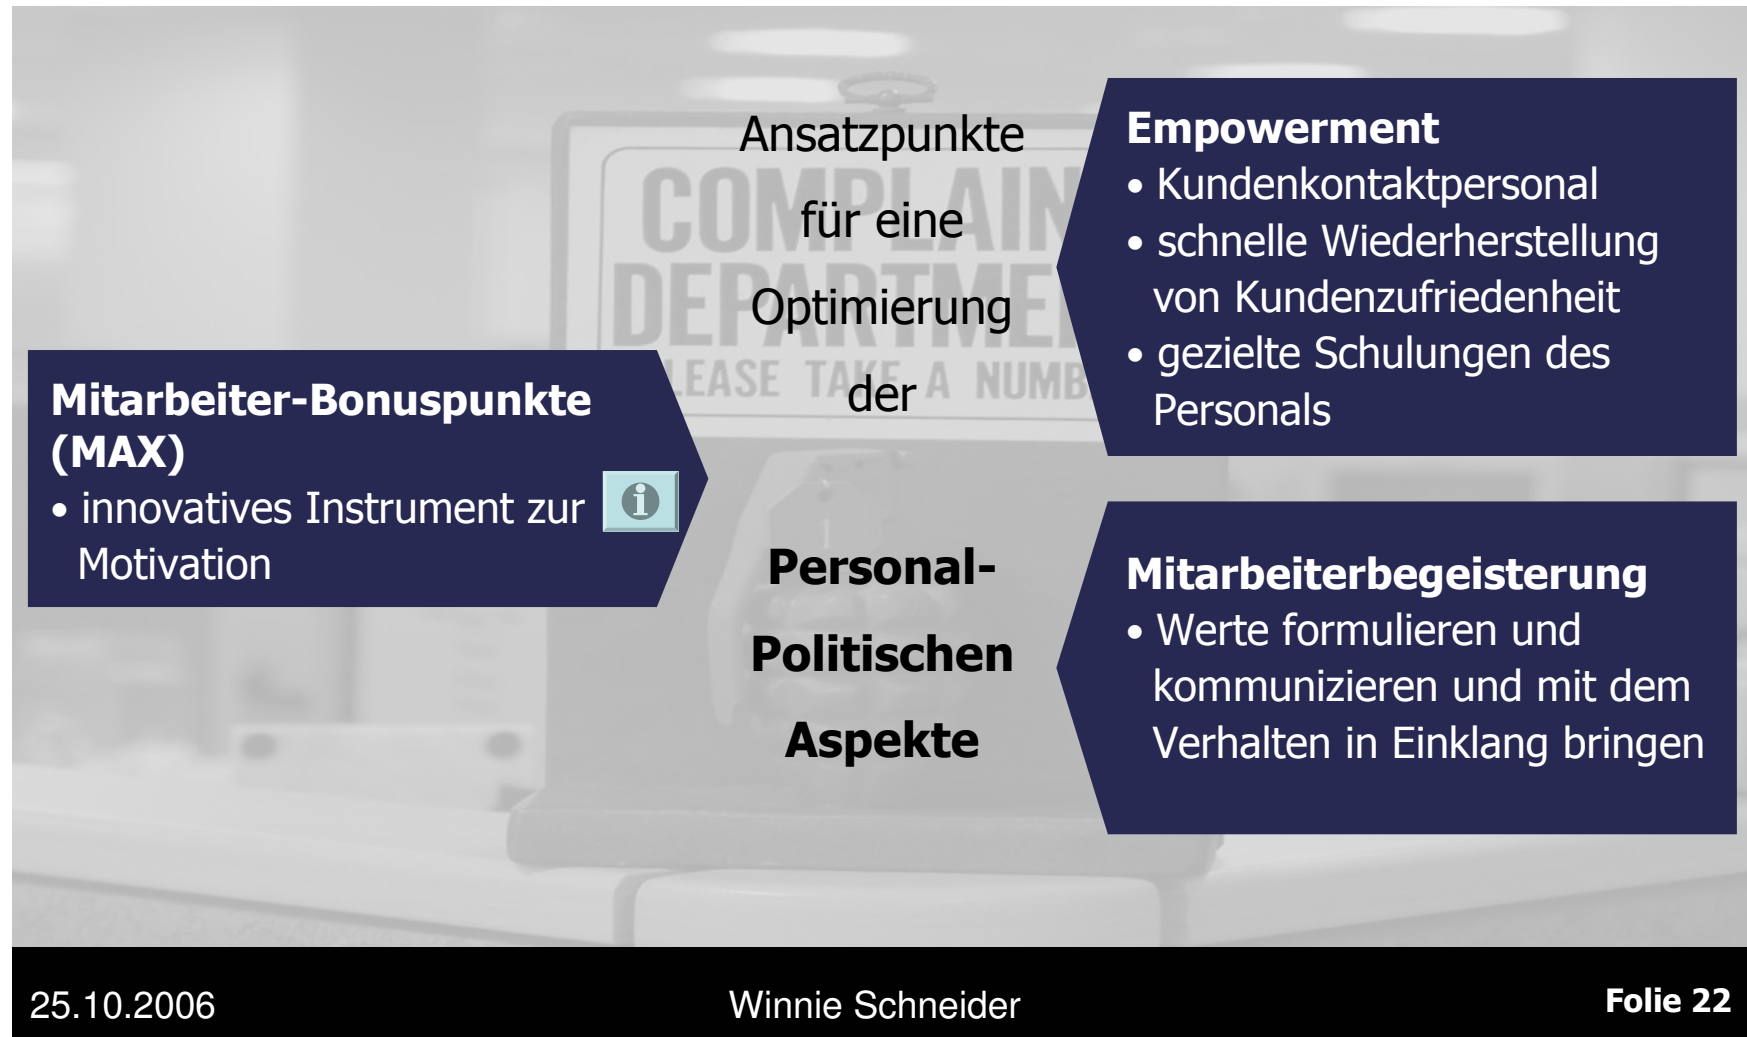 Ansatzpunkte
für eine
Optimierung
der
Personal-
Politischen
Aspekte
Mitarbeiter-Bonuspunkte
(MAX)
• innovatives Instrument zur
Motivation
i
Empowerment
• Kundenkontaktpersonal
• schnelle Wiederherstellung
von Kundenzufriedenheit
• gezielte Schulungen des
Personals
Mitarbeiterbegeisterung
• Werte formulieren und
kommunizieren und mit dem
Verhalten in Einklang bringen
COMPLAIN
DEPARTME
LEASE TAKE A NUMB
1
25.10.2006
Winnie Schneider
Folie 22